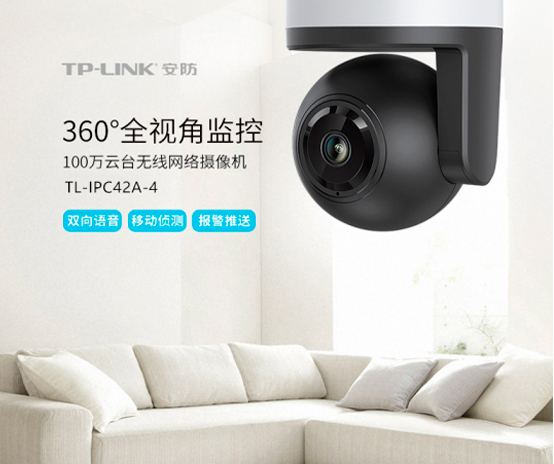 TP-LINK® 安防
360°全视角监控
100万云台无线网络摄像机
TL-IPC42A-4
双向语音 移动侦测 报警推送